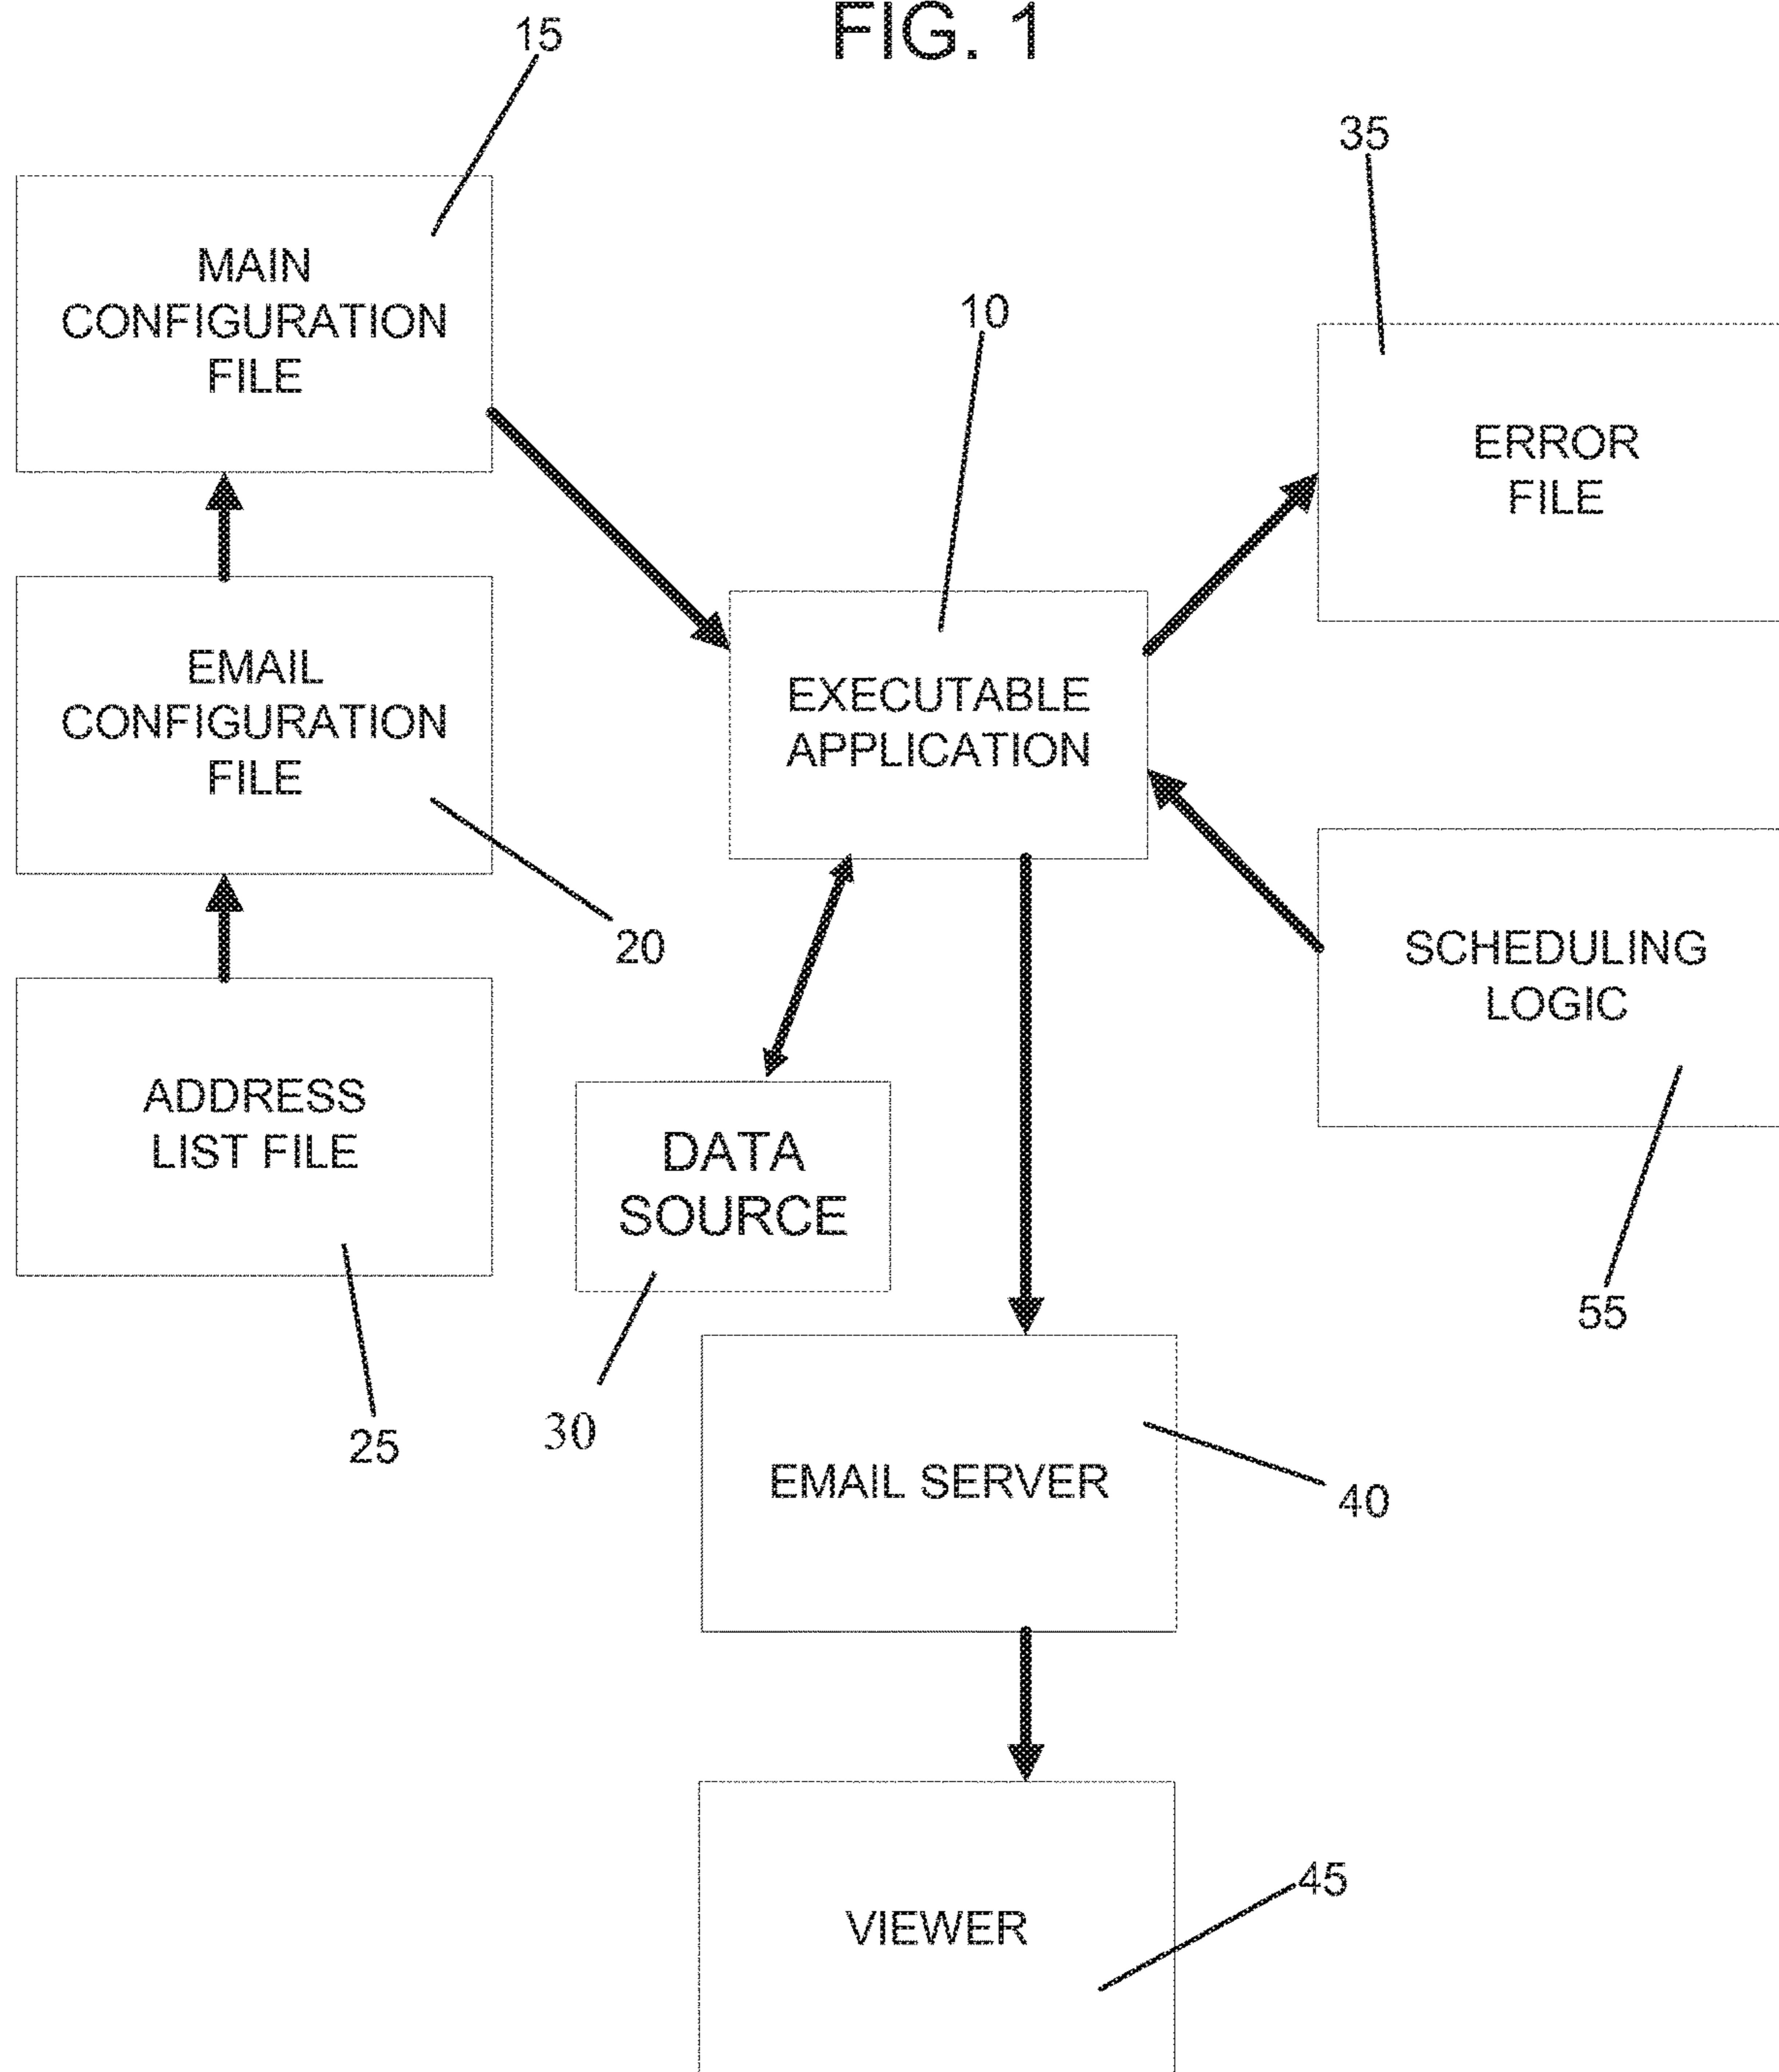 FIG. 1
15
35
MAIN
CONFIGURATION
FILE
10
ERROR
FILE
EMAIL
CONFIGURATION
FILE
EXECUTABLE
APPLICATION
20
SCHEDULING
LOGIC
ADDRESS
LIST FILE
DATA
SOURCE
55
25
30
EMAIL SERVER
40
45
VIEWER